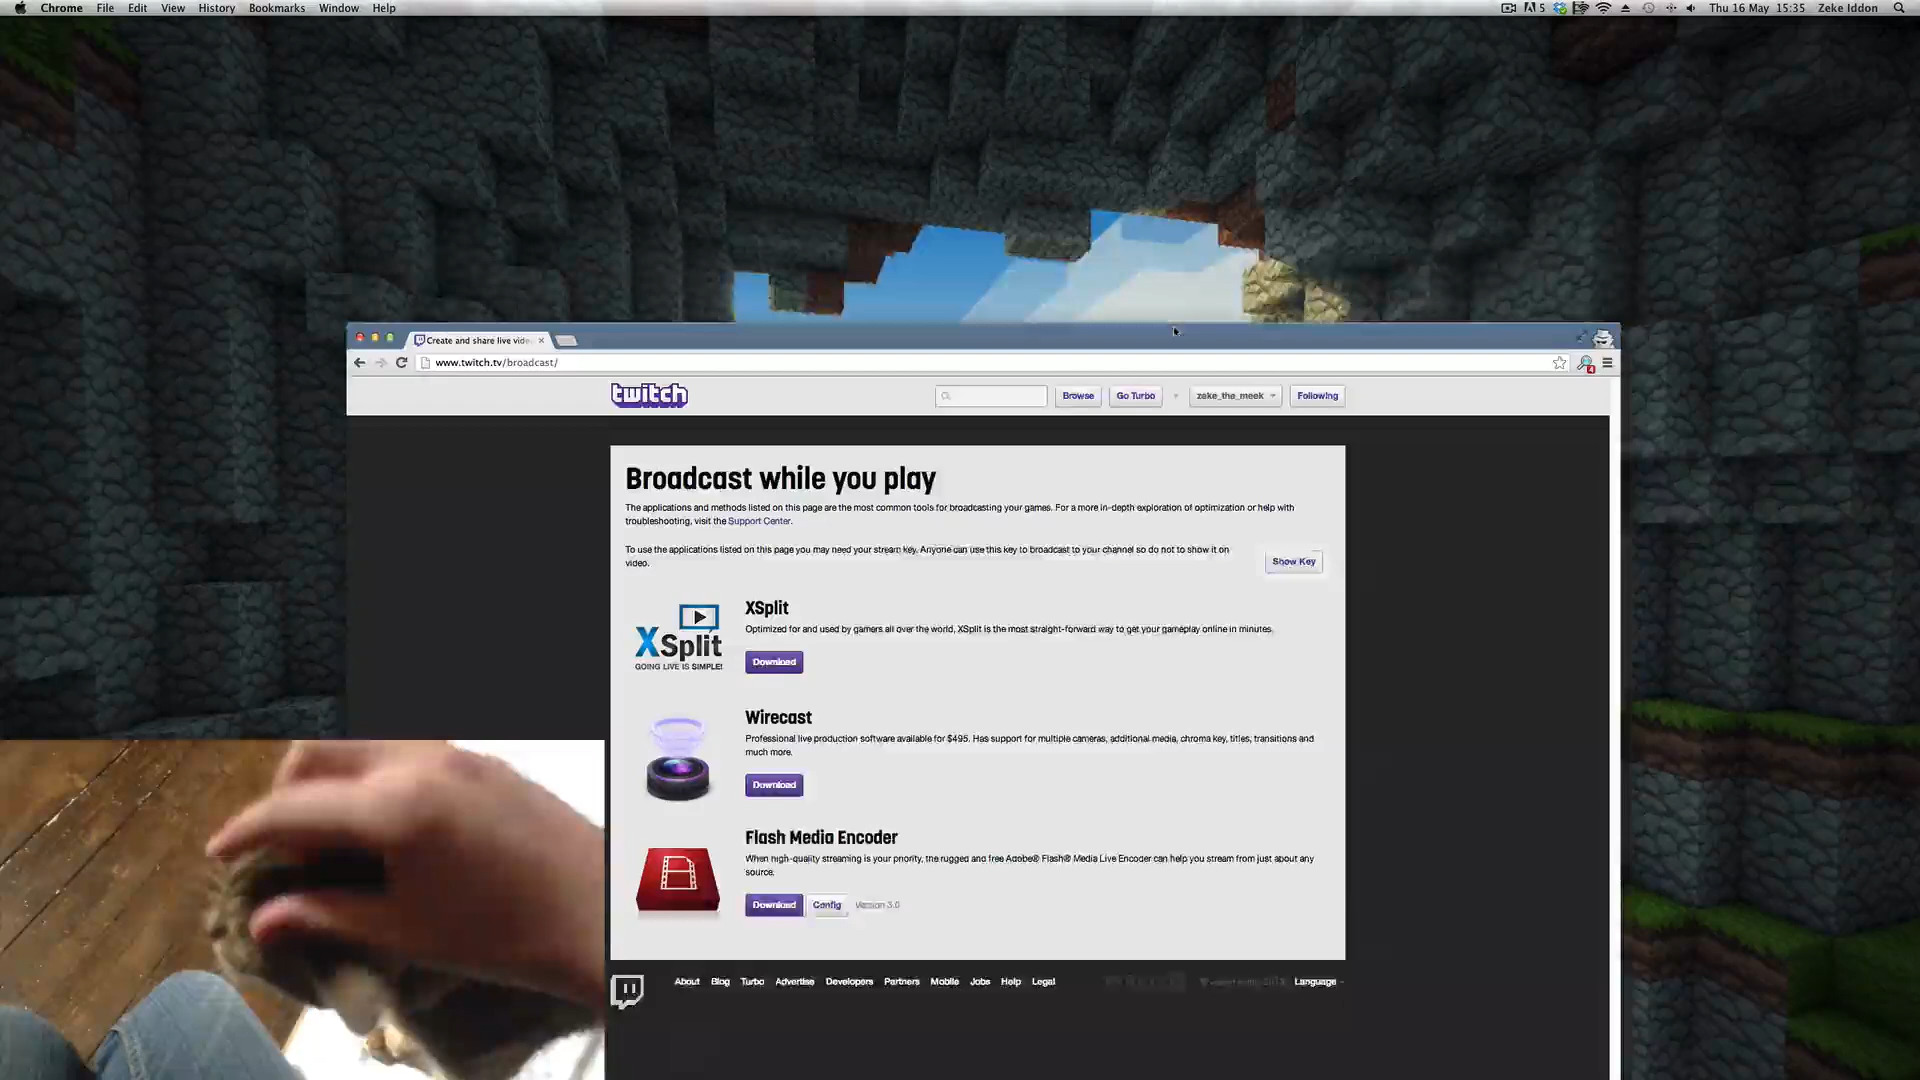 Chrome File Edit View History Bookmarks Window Help
5 Thu 16 May 15:35 Zeke Iddon
Create and share live vide
www.twitch.tv/broadcast/
4
twitch
Browse Go Turbo zeke_the_meek Following
Broadcast while you play
The applications and methods listed on this page are the most common tools for broadcasting your games. For a more in-depth exploration of optimization or help with
troubleshooting, visit the Support Center.
To use the applications listed on this page you may need your stream key. Anyone can use this key to broadcast to your channel so do not to show it on
video.
Show Key
XSplit
GOING LIVE IS SIMPLE!
XSplit
Optimized for and used by gamers all over the world, XSplit is the most straight-forward way to get your gameplay online in minutes.
Download
Wirecast
Professional live production software available for $495. Has support for multiple cameras, additional media, chroma key, titles, transitions and
much more.
Download
Flash Media Encoder
When high-quality streaming is your priority, the rugged and free Adobe® Flash® Media Live Encoder can help you stream from just about any
source.
Download Config Version 3.0
About Blog Turbo Advertise Developers Partners Mobile Jobs Help Legal Language